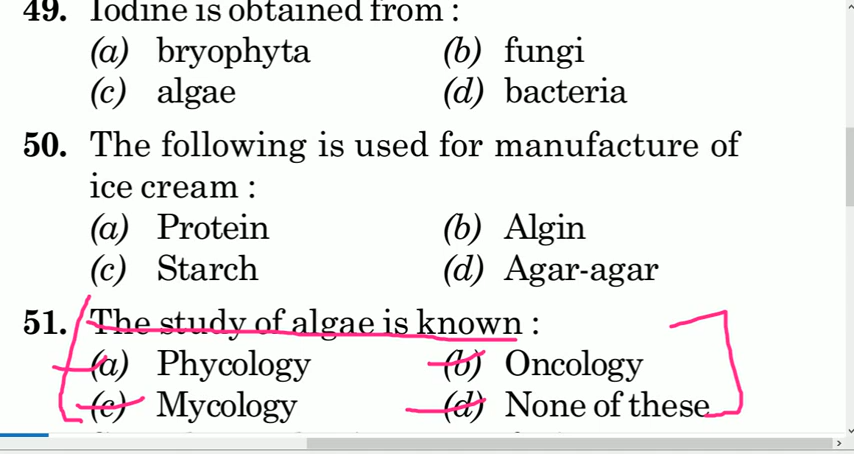 49. Iodine is obtained from :
(a) bryophyta (b) fungi
(c) algae (d) bacteria
50. The following is used for manufacture of
ice cream :
(a) Protein (b) Algin
(c) Starch (d) Agar-agar
51. The study of algae is known :
(a) Phycology (b) Oncology
(c) Mycology (d) None of these